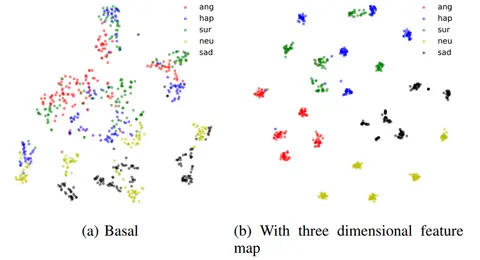 ang
hap
sur
neu
sad
ang
hap
sur
neu
sad
(a) Basal
(b) With three dimensional feature
map